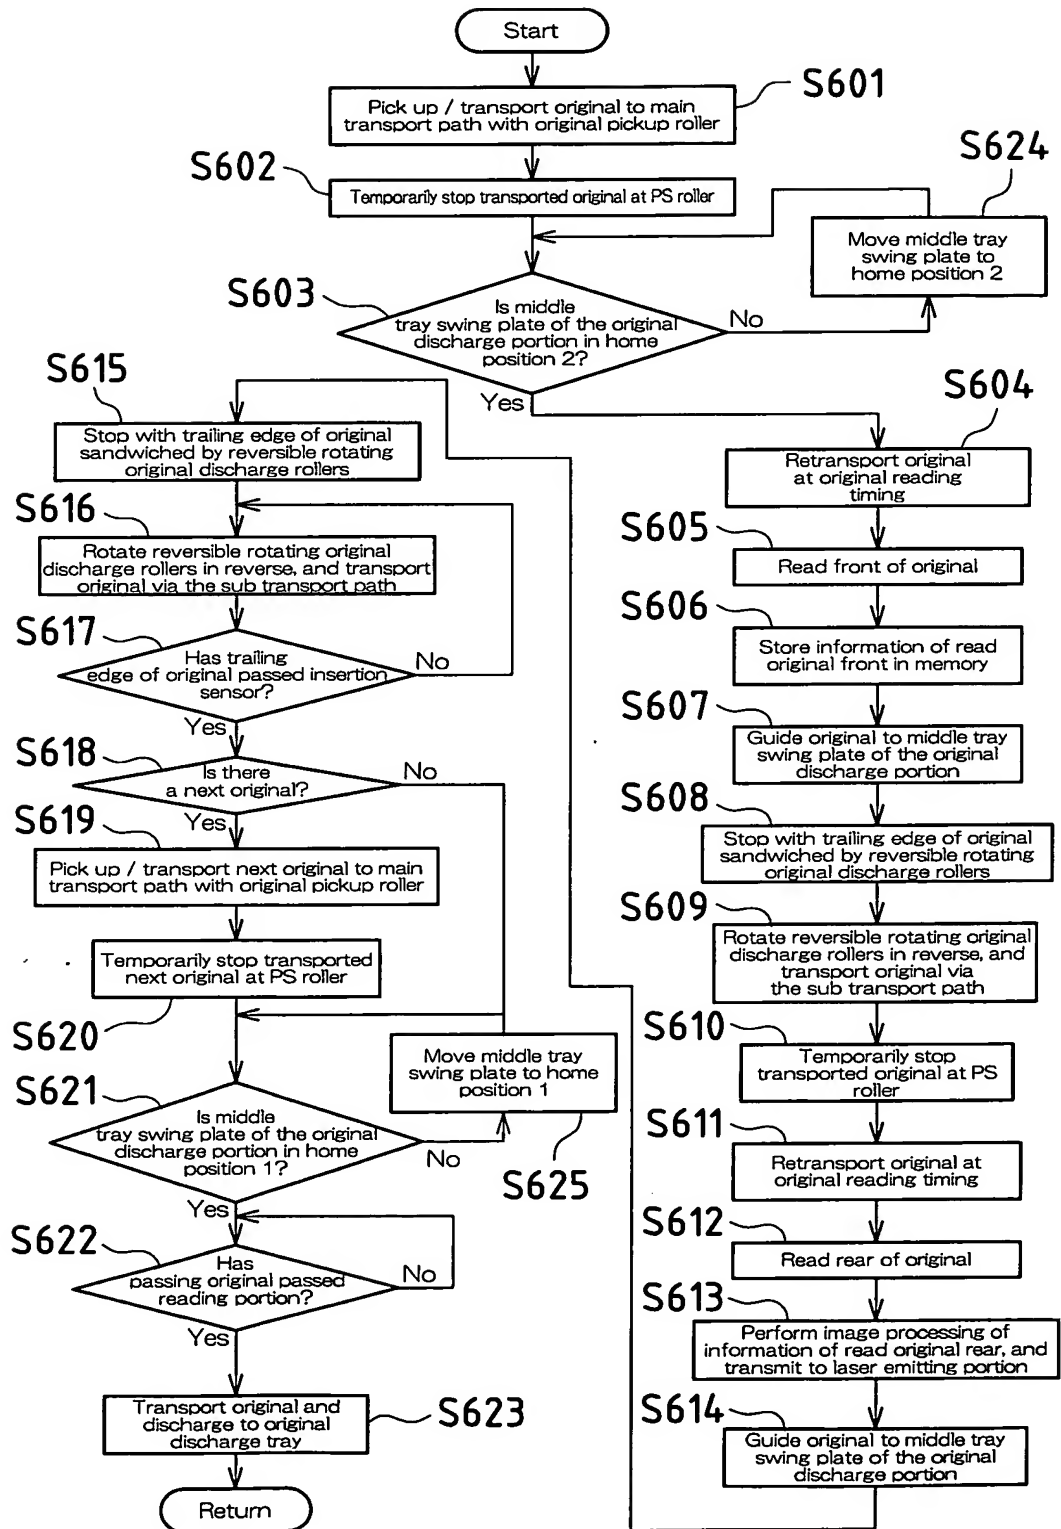 Start
S601
Pick up / transport original to main
transport path with original pickup roller
S602
Temporarily stop transported original at PS roller
S624
Move middle tray
swing plate to
home position 2
S603
Is middle
tray swing plate of the original
discharge portion in home
position 2?
No
Yes
S604
Retransport original
at original reading
timing
S605
Read front of original
S606
Store information of read
original front in memory
S607
Guide original to middle tray
swing plate of the original
discharge portion
S608
Stop with trailing edge of original
sandwiched by reversible rotating
original discharge rollers
S609
Rotate reversible rotating original
discharge rollers in reverse, and
transport original via
the sub transport path
S610
Temporarily stop
transported original at PS
roller
S611
Retransport original at
original reading timing
S612
Read rear of original
S613
Perform image processing of
information of read original rear, and
transmit to laser emitting portion
S614
Guide original to middle tray
swing plate of the original
discharge portion
S615
Stop with trailing edge of original
sandwiched by reversible rotating
original discharge rollers
S616
Rotate reversible rotating original
discharge rollers in reverse, and transport
original via the sub transport path
S617
Has trailing
edge of original passed insertion
sensor?
No
Yes
S618
Is there
a next original?
No
Yes
S619
Pick up / transport next original to main
transport path with original pickup roller
Temporarily stop transported
next original at PS roller
S620
Move middle tray
swing plate to home
position 1
S625
S621
Is middle
tray swing plate of the original
discharge portion in home
position 1?
No
Yes
S622
Has
passing original passed
reading portion?
No
Yes
Transport original and
discharge to original
discharge tray
S623
Return